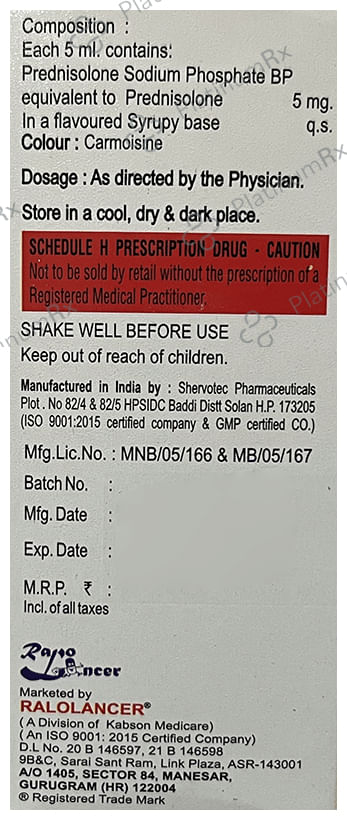 Composition :
Each 5 ml. contains:
Prednisolone Sodium Phosphate BP
equivalent to Prednisolone 5 mg.
In a flavoured Syrupy base q.s.
Colour : Carmoisine
Dosage : As directed by the Physician.
Store in a cool, dry & dark place.
SCHEDULE H PRESCRIPTION DRUG - CAUTION
Not to be sold by retail without the prescription of a
Registered Medical Practitioner.
SHAKE WELL BEFORE USE
Keep out of reach of children.
Manufactured in India by : Shervotec Pharmaceuticals
Plot . No 82/4 & 82/5 HPSIDC Baddi Distt Solan H.P. 173205
(ISO 9001:2015 certified company & GMP certified CO.)
Mfg.Lic.No. : MNB/05/166 & MB/05/167
Batch No. :
Mfg. Date :
Exp. Date :
M.R.P. ₹ :
Incl. of all taxes
Marketed by
RALOLANCER®
( A Division of Kabson Medicare)
( An ISO 9001: 2015 Certified Company)
D.L No. 20 B 146597, 21 B 146598
9B&C, Sarai Sant Ram, Link Plaza, ASR-143001
A/O 1405, SECTOR 84, MANESAR,
GURUGRAM (HR) 122004
® Registered Trade Mark
PlatinumRx